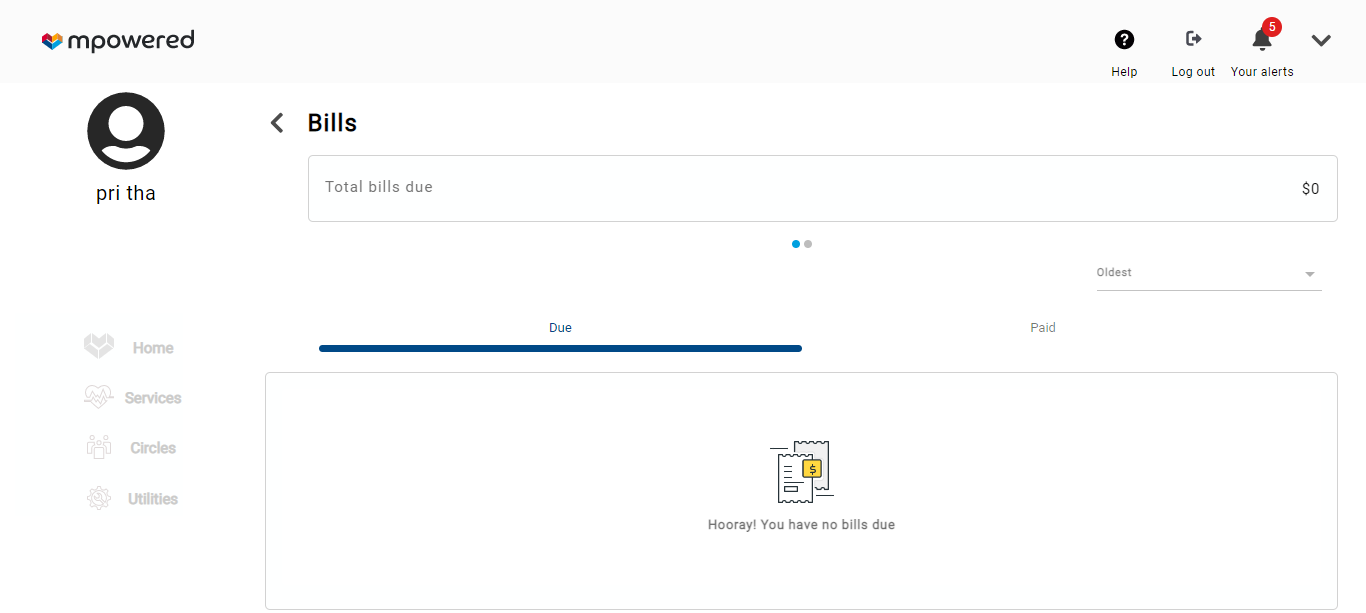 mpowered
5
Help
Log out
Your alerts
pri tha
Bills
Total bills due
$0
Oldest
Due
Paid
Home
Services
Circles
Utilities
$
Hooray! You have no bills due